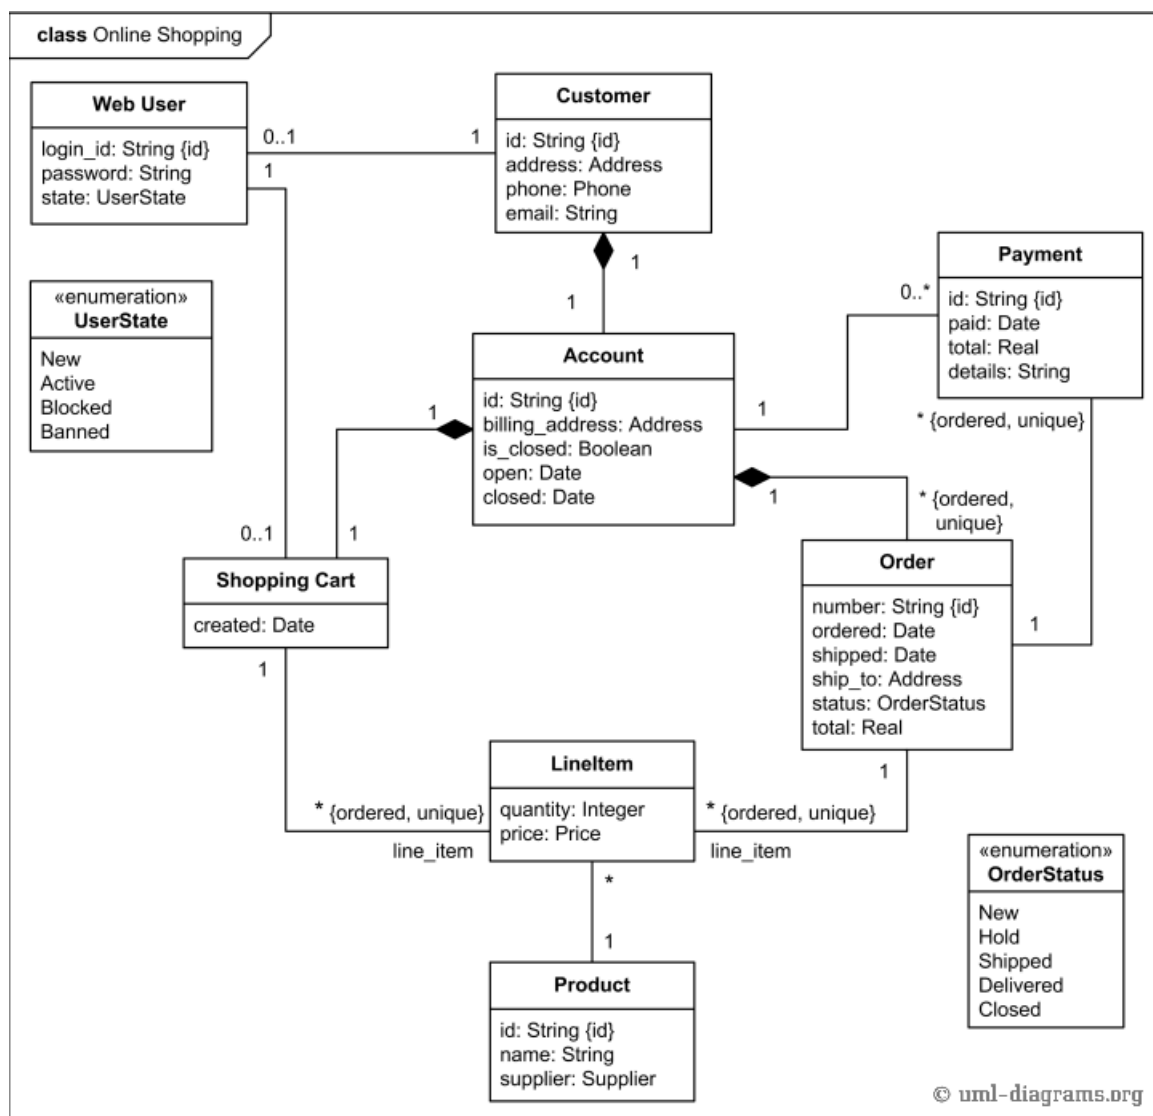 class Online Shopping
Web User
login_id: String {id}
password: String
state: UserState
0..1
1
1
Customer
id: String {id}
address: Address
phone: Phone
email: String
1
1
«enumeration»
UserState
New
Active
Blocked
Banned
Payment
id: String {id}
paid: Date
total: Real
details: String
0..*
* {ordered, unique}
Account
id: String {id}
billing_address: Address
is_closed: Boolean
open: Date
closed: Date
1
1
1
* {ordered,
unique}
0..1
1
Shopping Cart
created: Date
1
Order
number: String {id}
ordered: Date
shipped: Date
ship_to: Address
status: OrderStatus
total: Real
1
1
LineItem
quantity: Integer
price: Price
* {ordered, unique}
line_item
* {ordered, unique}
line_item
*
1
Product
id: String {id}
name: String
supplier: Supplier
«enumeration»
OrderStatus
New
Hold
Shipped
Delivered
Closed
© uml-diagrams.org